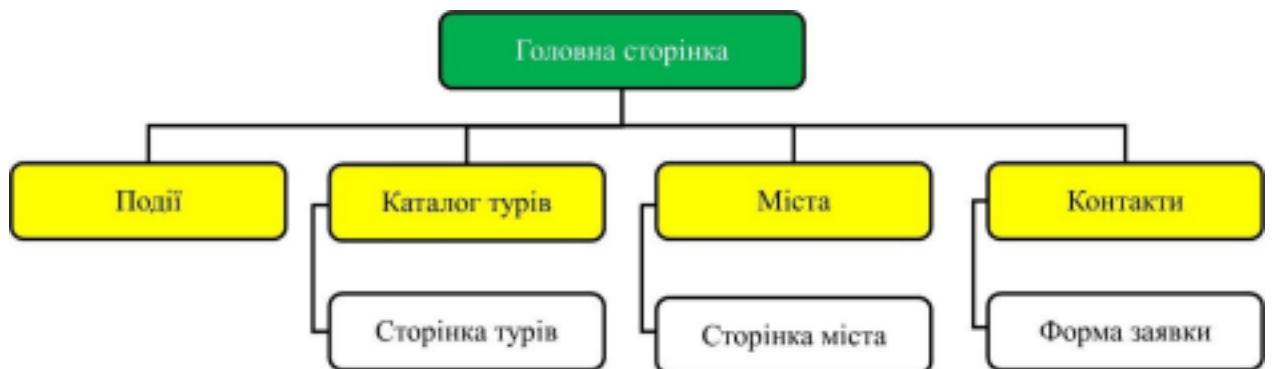 Головна сторінка
Події
Каталог турів
Міста
Контакти
Сторінка турів
Сторінка міста
Форма заявки